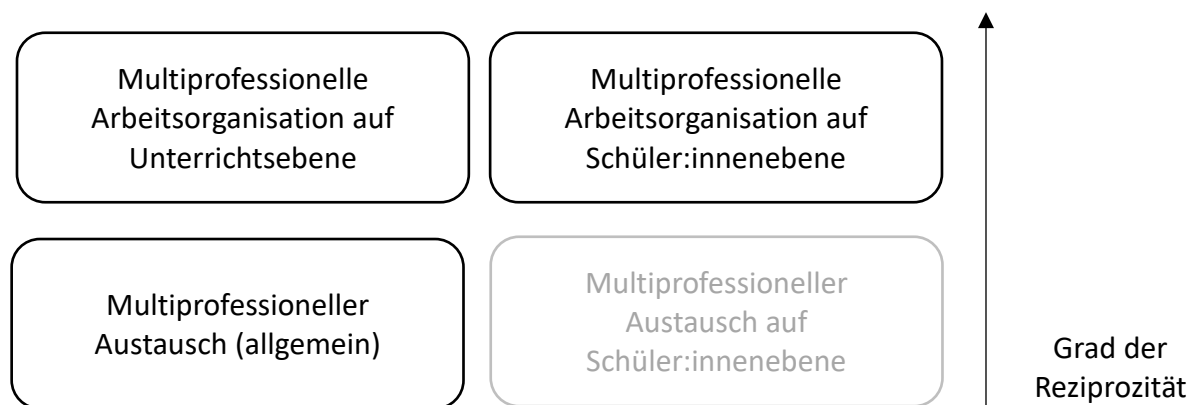 Multiprofessionelle
Arbeitsorganisation auf
Unterrichtsebene
Multiprofessionelle
Arbeitsorganisation auf
Schüler:innenebene
Multiprofessioneller
Austausch (allgemein)
Multiprofessioneller
Austausch auf
Schüler:innenebene
Grad der
Reziprozität